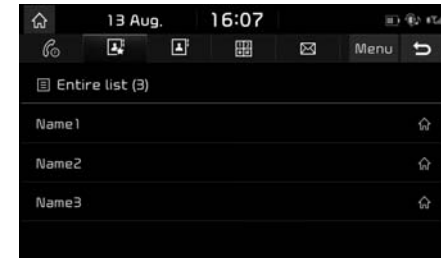 13 Aug. 16:07
Menu
Entire list (3)
Name1
Name2
Name3